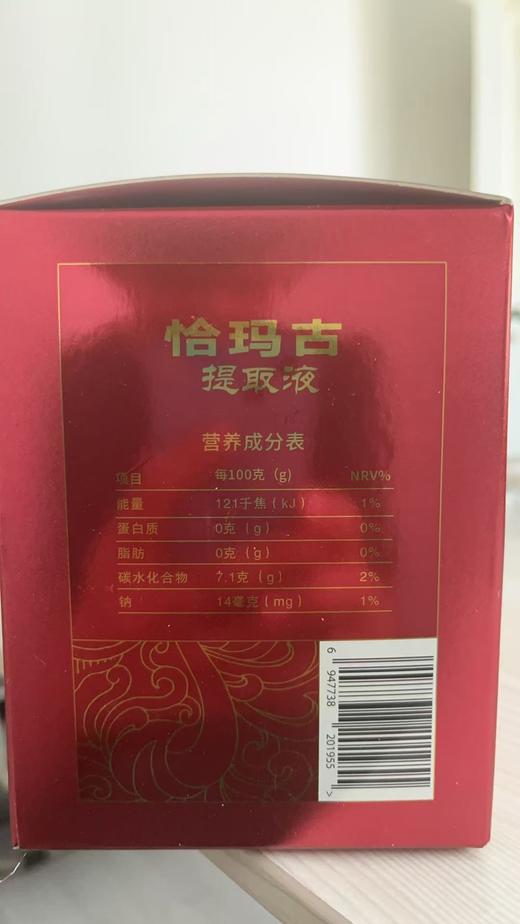 恰玛古
提取液
营养成分表
项目 每100克（g） NRV%
能量 121千焦（kJ） 1%
蛋白质 0克（g） 0%
脂肪 0克（g） 0%
碳水化合物 7.1克（g） 2%
钠 14毫克（mg） 1%
6 947738 201955 >